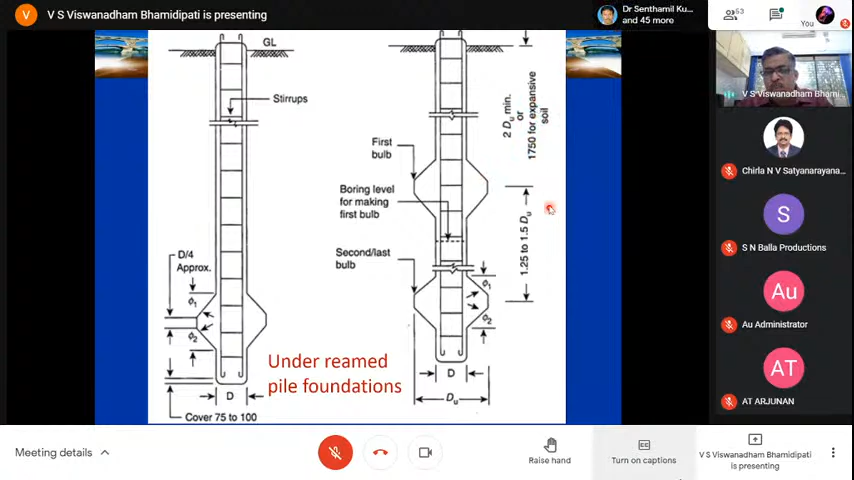 V
V S Viswanadham Bhamidipati is presenting
Dr Senthamil Ku...
and 45 more
53
You
GL
Stirrups
First
bulb
Boring level
for making
first bulb
Second/last
bulb
2 Du min.
or
1750 for expansive
soil
1.25 to 1.5 Du
D/4
Approx.
ϕ1
ϕ2
ϕ1
ϕ2
Under reamed
pile foundations
D
D
Du
Cover 75 to 100
V S Viswanadham Bhami...
Chirla N V Satyanarayana...
S
S N Balla Productions
Au
Au Administrator
AT
AT ARJUNAN
Meeting details
Raise hand
Turn on captions
V S Viswanadham Bhamidipati
is presenting